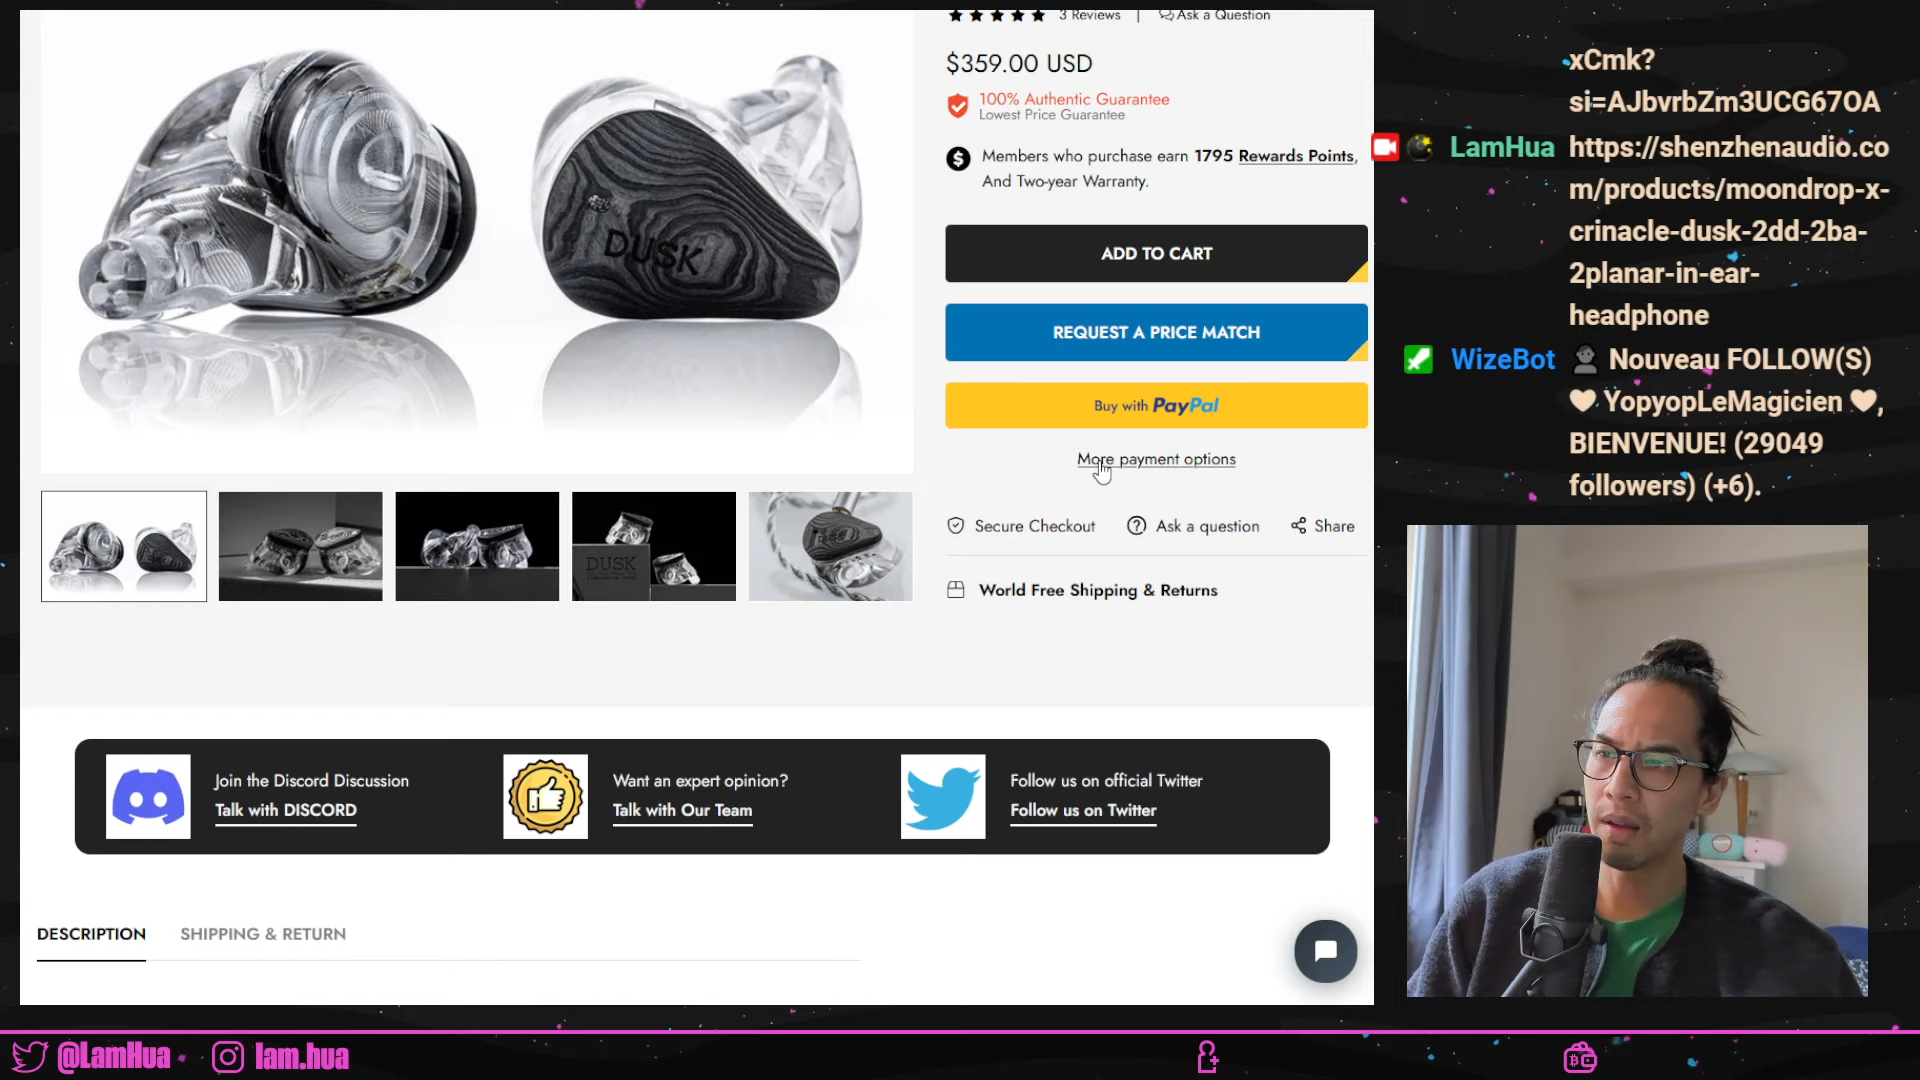 3 Reviews | Ask a Question
$359.00 USD
100% Authentic Guarantee
Lowest Price Guarantee
Members who purchase earn 1795 Rewards Points,
And Two-year Warranty.
ADD TO CART
REQUEST A PRICE MATCH
Buy with PayPal
More payment options
Secure Checkout
Ask a question
Share
World Free Shipping & Returns
DUSK
DUSK
Join the Discord Discussion
Talk with DISCORD
Want an expert opinion?
Talk with Our Team
Follow us on official Twitter
Follow us on Twitter
DESCRIPTION
SHIPPING & RETURN
xCmk?
si=AJbvrbZm3UCG67OA
LamHua https://shenzhenaudio.co
m/products/moondrop-x-
crinacle-dusk-2dd-2ba-
2planar-in-ear-
headphone
WizeBot Nouveau FOLLOW(S)
YopyopLeMagicien ,
BIENVENUE! (29049
followers) (+6).
@LamHua
lam.hua